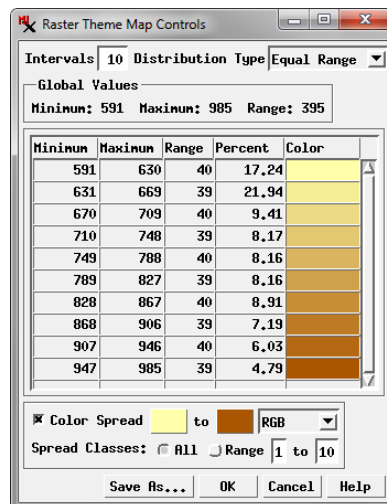 Raster Theme Map Controls
Intervals 10 Distribution Type Equal Range
Global Values
Minimum: 591 Maximum: 985 Range: 395
Minimum Maximum Range Percent Color
591 630 40 17.24
631 669 39 21.94
670 709 40 9.41
710 748 39 8.17
749 788 40 8.16
789 827 39 8.16
828 867 40 8.91
868 906 39 7.19
907 946 40 6.03
947 985 39 4.79
Color Spread to RGB
Spread Classes: All Range 1 to 10
Save As... OK Cancel Help